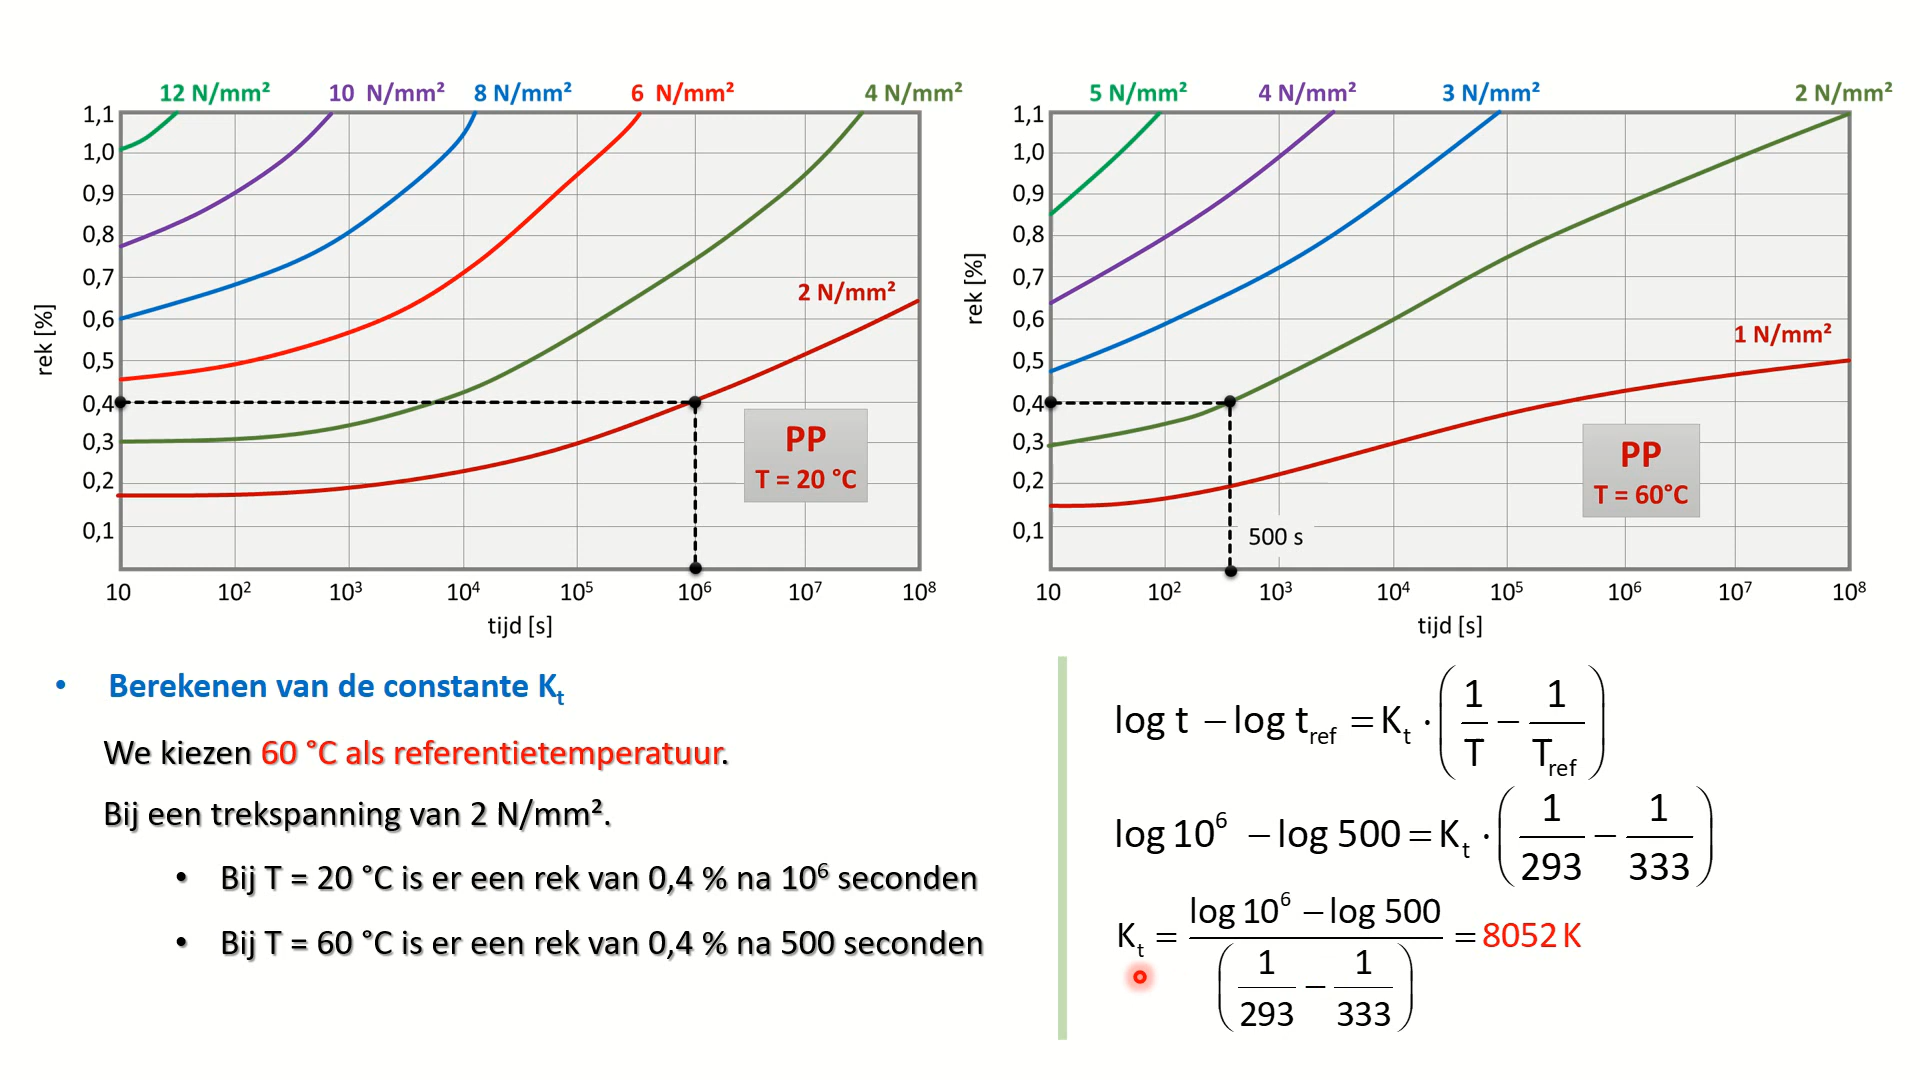 12 N/mm² 10 N/mm² 8 N/mm² 6 N/mm² 4 N/mm²
1,1
1,0
0,9
0,8
0,7
0,6
0,5
0,4
0,3
0,2
0,1
rek [%]
2 N/mm²
PP
T = 20 °C
10 10² 10³ 10⁴ 10⁵ 10⁶ 10⁷ 10⁸
tijd [s]
5 N/mm² 4 N/mm² 3 N/mm² 2 N/mm²
1,1
1,0
0,9
0,8
0,7
0,6
0,5
0,4
0,3
0,2
0,1
rek [%]
1 N/mm²
PP
T = 60°C
500 s
10 10² 10³ 10⁴ 10⁵ 10⁶ 10⁷ 10⁸
tijd [s]
• Berekenen van de constante Kₜ
We kiezen 60 °C als referentietemperatuur.
Bij een trekspanning van 2 N/mm².
• Bij T = 20 °C is er een rek van 0,4 % na 10⁶ seconden
• Bij T = 60 °C is er een rek van 0,4 % na 500 seconden
log t − log t_ref = Kₜ · (1/T − 1/T_ref)
log 10⁶ − log 500 = Kₜ · (1/293 − 1/333)
Kₜ = (log 10⁶ − log 500) / (1/293 − 1/333) = 8052 K